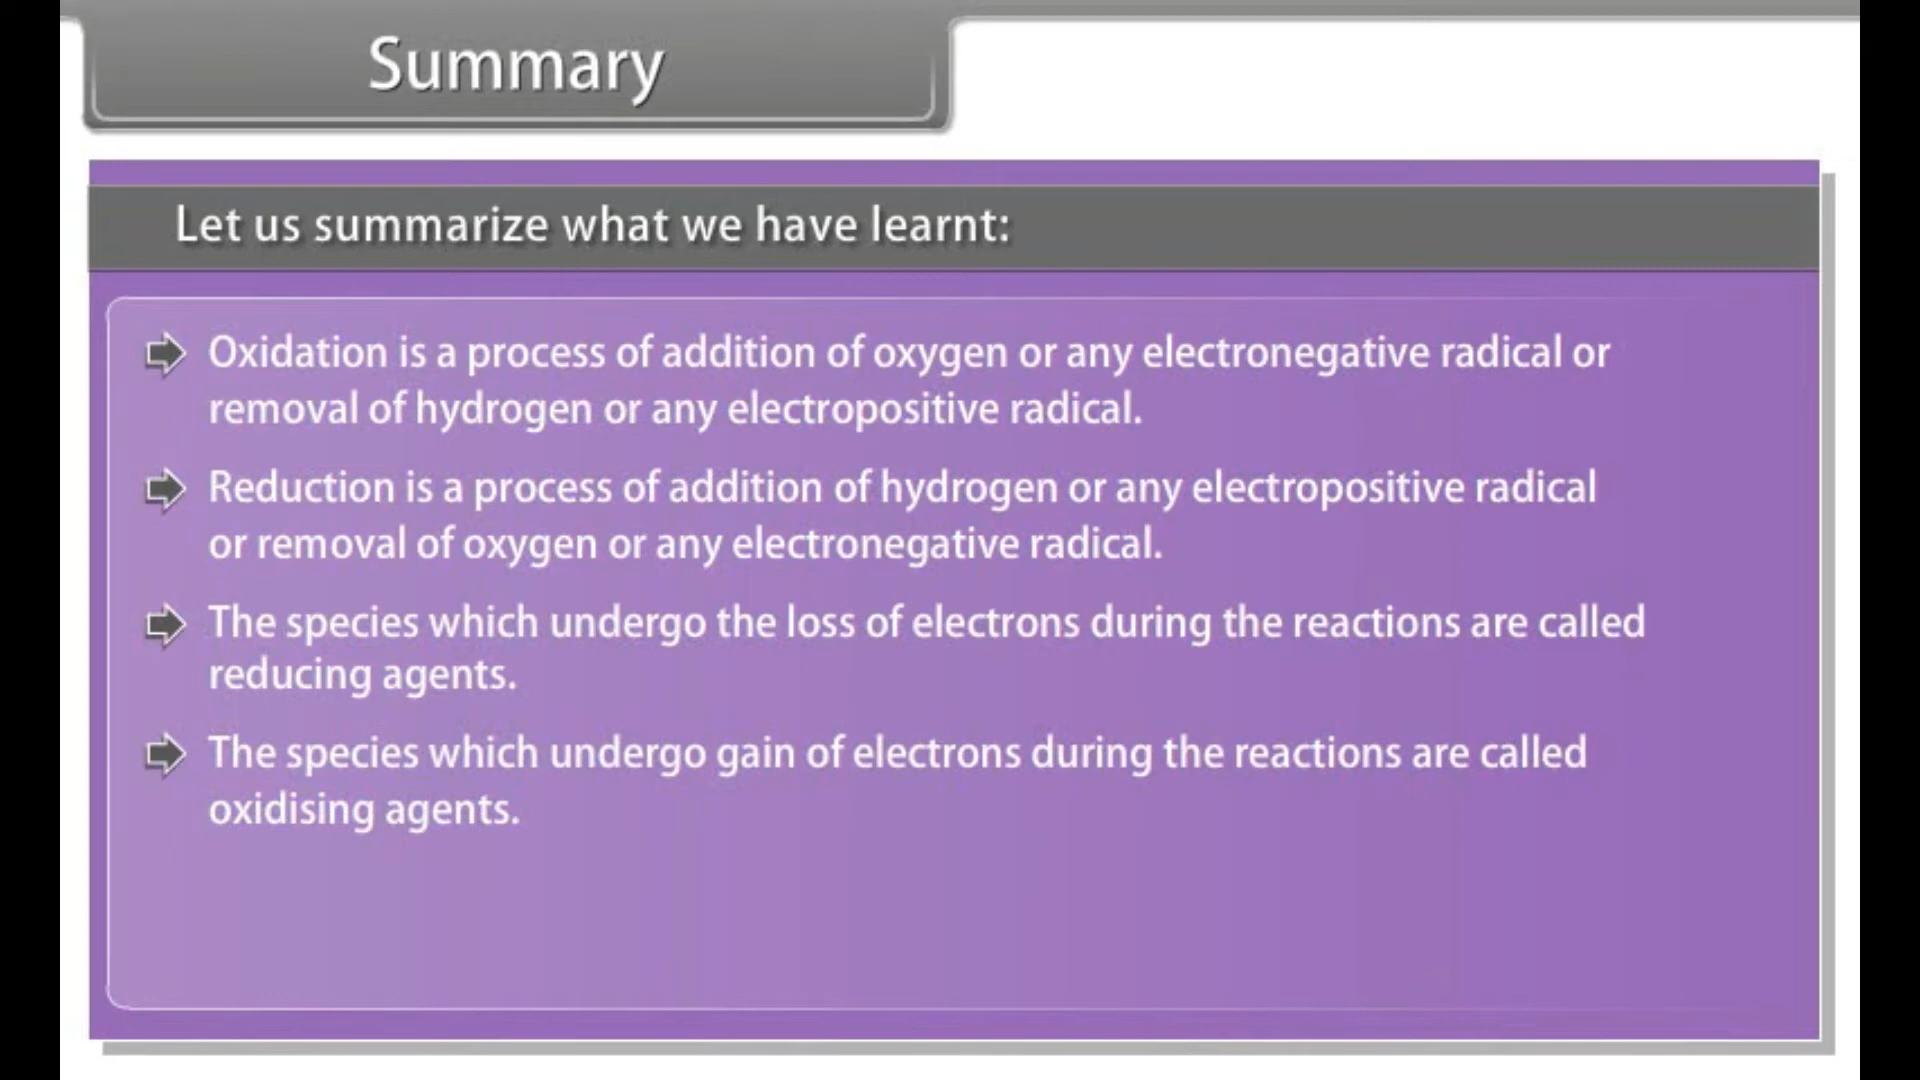 Summary
Let us summarize what we have learnt:
Oxidation is a process of addition of oxygen or any electronegative radical or
removal of hydrogen or any electropositive radical.
Reduction is a process of addition of hydrogen or any electropositive radical
or removal of oxygen or any electronegative radical.
The species which undergo the loss of electrons during the reactions are called
reducing agents.
The species which undergo gain of electrons during the reactions are called
oxidising agents.